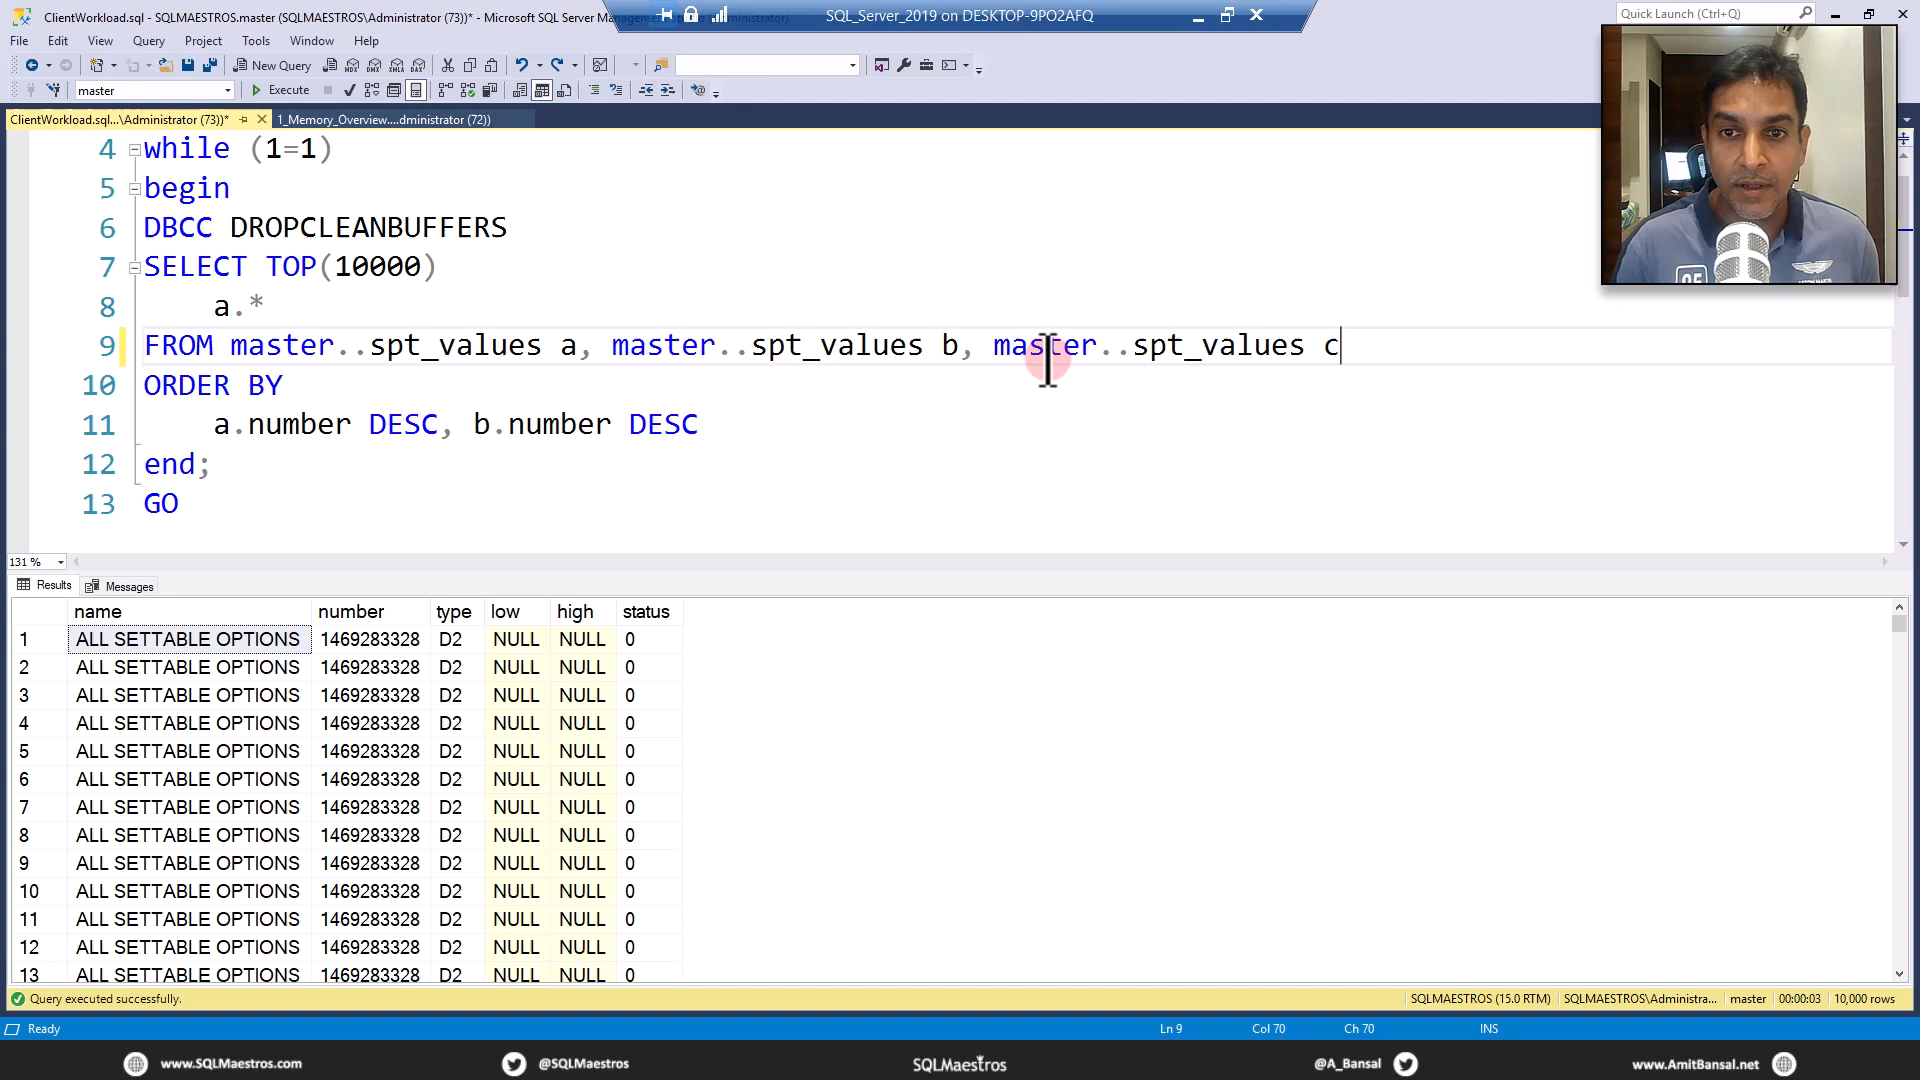 ClientWorkload.sql - SQLMAESTROS.master (SQLMAESTROS\Administrator (73))* - Microsoft SQL Server
SQL_Server_2019 on DESKTOP-9PO2AFQ
Quick Launch (Ctrl+Q)
File Edit View Query Project Tools Window Help
New Query
master
Execute
ClientWorkload.sql...\Administrator (73))*
1_Memory_Overview....dministrator (72))
4 while (1=1)
5 begin
6 DBCC DROPCLEANBUFFERS
7 SELECT TOP(10000)
8 a.*
9 FROM master..spt_values a, master..spt_values b, master..spt_values c
10 ORDER BY
11 a.number DESC, b.number DESC
12 end;
13 GO
131 %
Results Messages
name number type low high status
1 ALL SETTABLE OPTIONS 1469283328 D2 NULL NULL 0
2 ALL SETTABLE OPTIONS 1469283328 D2 NULL NULL 0
3 ALL SETTABLE OPTIONS 1469283328 D2 NULL NULL 0
4 ALL SETTABLE OPTIONS 1469283328 D2 NULL NULL 0
5 ALL SETTABLE OPTIONS 1469283328 D2 NULL NULL 0
6 ALL SETTABLE OPTIONS 1469283328 D2 NULL NULL 0
7 ALL SETTABLE OPTIONS 1469283328 D2 NULL NULL 0
8 ALL SETTABLE OPTIONS 1469283328 D2 NULL NULL 0
9 ALL SETTABLE OPTIONS 1469283328 D2 NULL NULL 0
10 ALL SETTABLE OPTIONS 1469283328 D2 NULL NULL 0
11 ALL SETTABLE OPTIONS 1469283328 D2 NULL NULL 0
12 ALL SETTABLE OPTIONS 1469283328 D2 NULL NULL 0
13 ALL SETTABLE OPTIONS 1469283328 D2 NULL NULL 0
Query executed successfully.
SQLMAESTROS (15.0 RTM) SQLMAESTROS\Administra... master 00:00:03 10,000 rows
Ready Ln 9 Col 70 Ch 70 INS
www.SQLMaestros.com @SQLMaestros SQLMaestros @A_Bansal www.AmitBansal.net